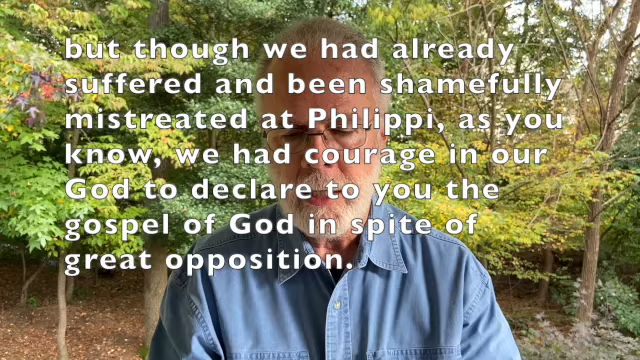 but though we had already
suffered and been shamefully
mistreated at Philippi, as you
know, we had courage in our
God to declare to you the
gospel of God in spite of
great opposition.